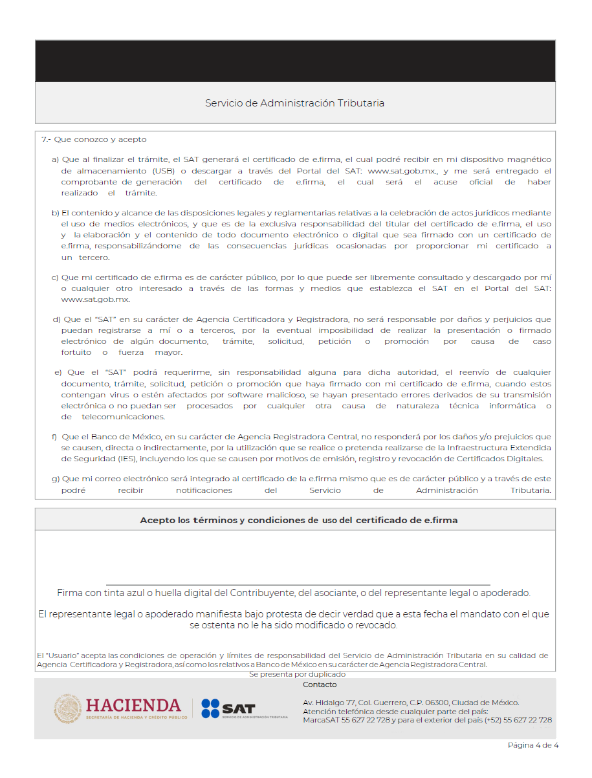 Servicio de Administración Tributaria
7.- Que conozco y acepto
a) Que al finalizar el trámite, el SAT generará el certificado de e.firma, el cual podré recibir en mi dispositivo magnético
de almacenamiento (USB) o descargar a través del Portal del SAT: www.sat.gob.mx., y me será entregado el
comprobante de generación del certificado de e.firma, el cual será el acuse oficial de haber
realizado el trámite.
b) El contenido y alcance de las disposiciones legales y reglamentarias relativas a la celebración de actos jurídicos mediante
el uso de medios electrónicos, y que es de la exclusiva responsabilidad del titular del certificado de e.firma, el uso
y la elaboración y el contenido de todo documento electrónico o digital que sea firmado con un certificado de
e.firma, responsabilizándome de las consecuencias jurídicas ocasionadas por proporcionar mi certificado a
un tercero.
c) Que mi certificado de e.firma es de carácter público, por lo que puede ser libremente consultado y descargado por mí
o cualquier otro interesado a través de las formas y medios que establezca el SAT en el Portal del SAT:
www.sat.gob.mx.
d) Que el "SAT" en su carácter de Agencia Certificadora y Registradora, no será responsable por daños y perjuicios que
puedan registrarse a mí o a terceros, por la eventual imposibilidad de realizar la presentación o firmado
electrónico de algún documento, trámite, solicitud, petición o promoción por causa de caso
fortuito o fuerza mayor.
e) Que el "SAT" podrá requerirme, sin responsabilidad alguna para dicha autoridad, el reenvío de cualquier
documento, trámite, solicitud, petición o promoción que haya firmado con mi certificado de e.firma, cuando estos
contengan virus o estén afectados por software malicioso, se hayan presentado errores derivados de su transmisión
electrónica o no puedan ser procesados por cualquier otra causa de naturaleza técnica informática o
de telecomunicaciones.
f) Que el Banco de México, en su carácter de Agencia Registradora Central, no responderá por los daños y/o prejuicios que
se causen, directa o indirectamente, por la utilización que se realice o pretenda realizarse de la Infraestructura Extendida
de Seguridad (IES), incluyendo los que se causen por motivos de emisión, registro y revocación de Certificados Digitales.
g) Que mi correo electrónico será integrado al certificado de la e.firma mismo que es de carácter público y a través de este
podré recibir notificaciones del Servicio de Administración Tributaria.
Acepto los términos y condiciones de uso del certificado de e.firma
Firma con tinta azul o huella digital del Contribuyente, del asociante, o del representante legal o apoderado.
El representante legal o apoderado manifiesta bajo protesta de decir verdad que a esta fecha el mandato con el que
se ostenta no le ha sido modificado o revocado.
El "Usuario" acepta las condiciones de operación y límites de responsabilidad del Servicio de Administración Tributaria en su calidad de
Agencia Certificadora y Registradora, así como los relativos a Banco de México en su carácter de Agencia Registradora Central.
Se presenta por duplicado
Contacto
HACIENDA
SECRETARÍA DE HACIENDA Y CRÉDITO PÚBLICO
SAT
SERVICIO DE ADMINISTRACIÓN TRIBUTARIA
Av. Hidalgo 77, Col. Guerrero, C.P. 06300, Ciudad de México.
Atención telefónica desde cualquier parte del país:
MarcaSAT 55 627 22 728 y para el exterior del país (+52) 55 627 22 728
Página 4 de 4